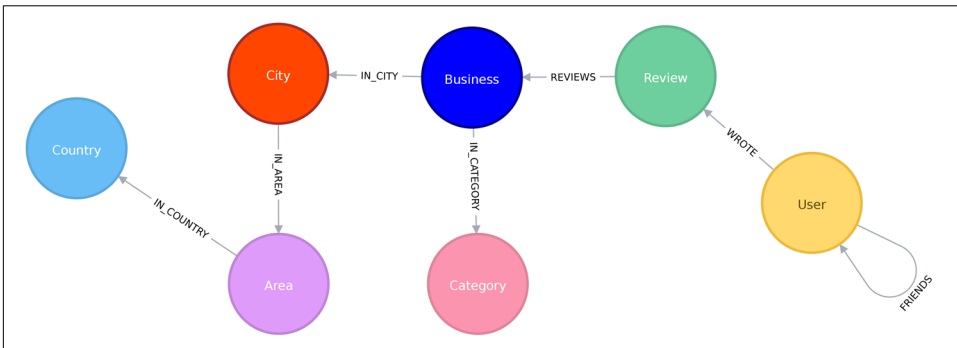 City
IN_CITY
Business
REVIEWS
Review
Country
IN_AREA
IN_CATEGORY
WROTE
User
IN_COUNTRY
Area
Category
FRIENDS